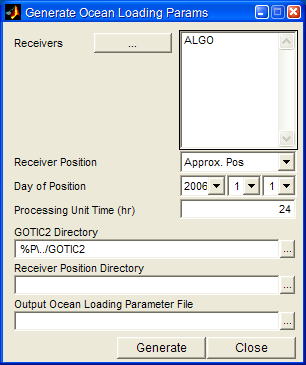 Generate Ocean Loading Params
Receivers ... ALGO
Receiver Position Approx. Pos
Day of Position 2006 1 1
Processing Unit Time (hr) 24
GOTIC2 Directory
%P\../GOTIC2 ...
Receiver Position Directory
...
Output Ocean Loading Parameter File
...
Generate Close